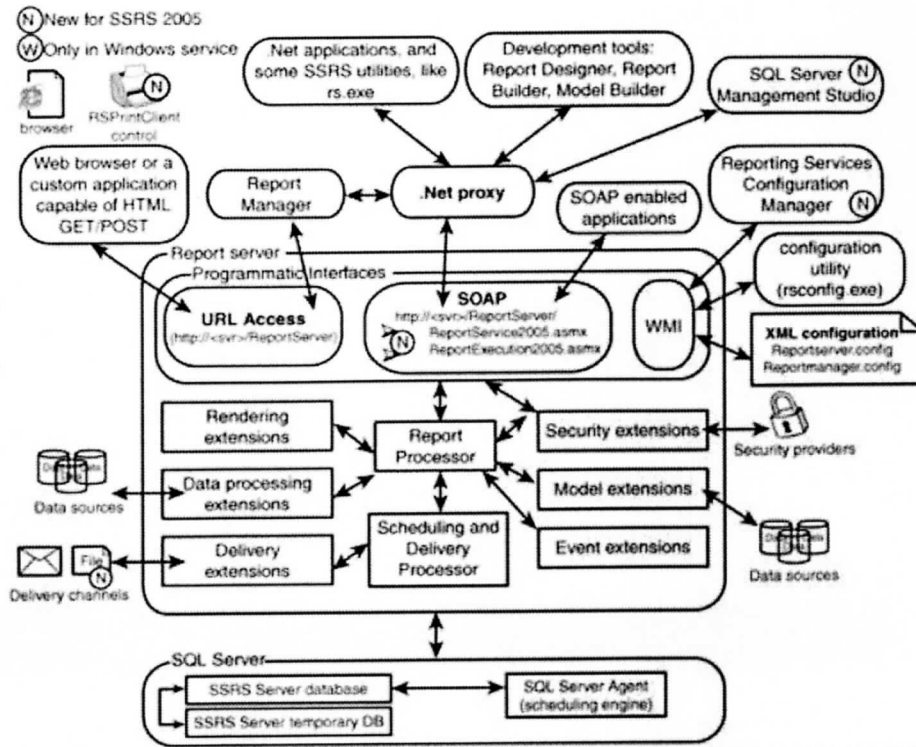 N New for SSRS 2005
W Only in Windows service
browser
N
RSPrintClient
control
.Net applications, and
some SSRS utilities, like
rs.exe
Development tools:
Report Designer, Report
Builder, Model Builder
SQL Server N
Management Studio
Web browser or a
custom application
capable of HTML
GET/POST
Report
Manager
.Net proxy
SOAP enabled
applications
Reporting Services
Configuration
Manager N
Report server
Programmatic Interfaces
URL Access
(http://<svr>/ReportServer)
SOAP
http://<svr>/ReportServer/
ReportService2005.asmx
N
ReportExecution2005.asmx
WMI
configuration
utility
(rsconfig.exe)
XML configuration
Reportserver.config
Reportmanager.config
Rendering
extensions
Report
Processor
Security extensions
Security providers
Data sources
Data processing
extensions
Model extensions
Data sources
File
N
Delivery channels
Delivery
extensions
Scheduling and
Delivery
Processor
Event extensions
SQL Server
SSRS Server database
SSRS Server temporary DB
SQL Server Agent
(scheduling engine)